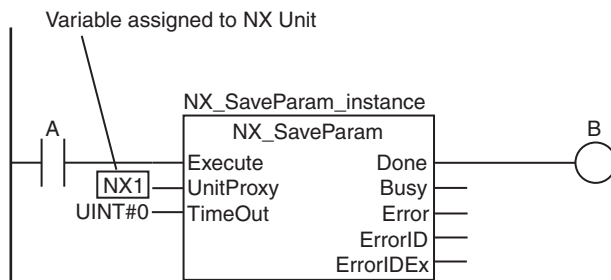 Variable assigned to NX Unit
NX_SaveParam_instance
A
NX_SaveParam
B
Execute
Done
NX1
UnitProxy
Busy
UINT#0
TimeOut
Error
ErrorID
ErrorIDEx